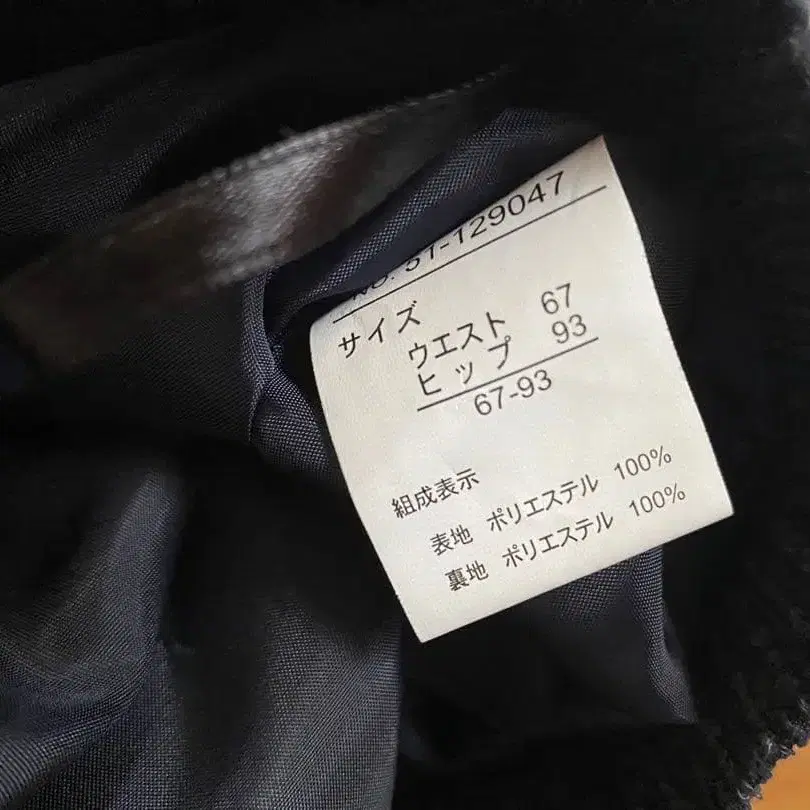 No. 51-129047
サイズ
ウエスト 67
ヒップ 93
67-93
組成表示
表地 ポリエステル 100%
裏地 ポリエステル 100%